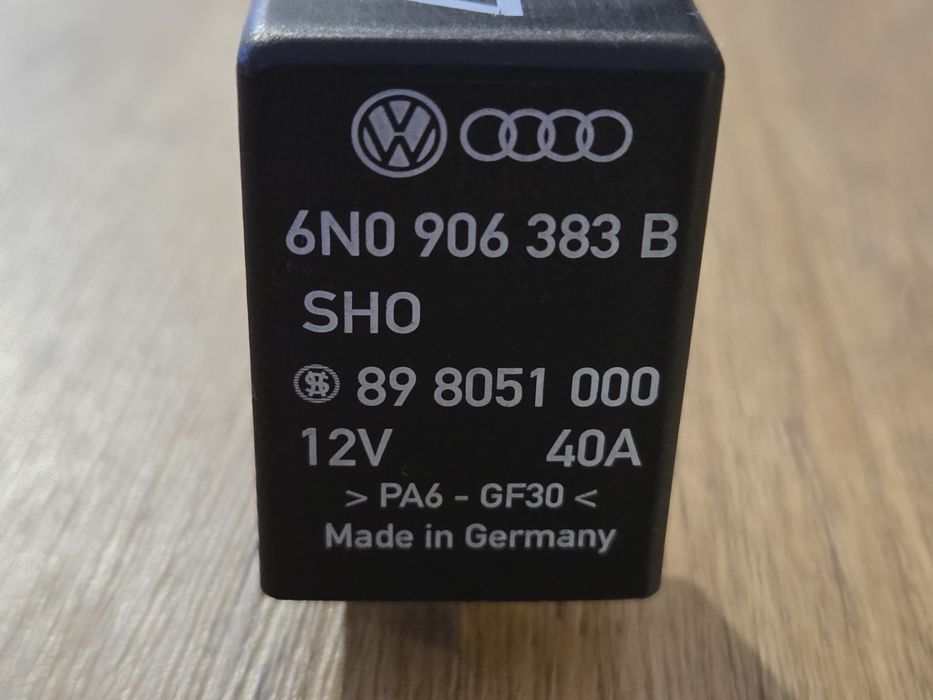 6N0 906 383 B
SHO
89 8051 000
12V 40A
> PA6 - GF30 <
Made in Germany